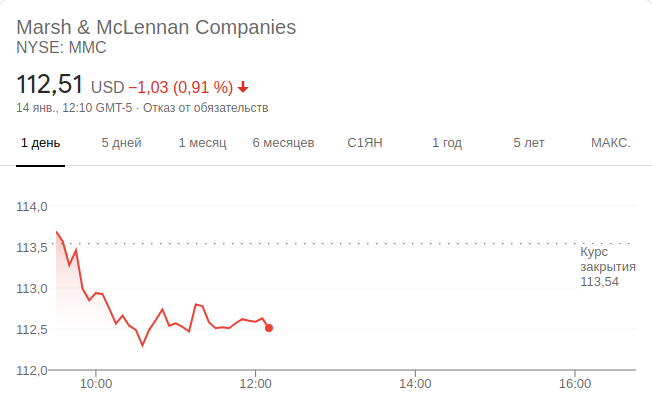 Marsh & McLennan Companies
NYSE: MMC
112,51 USD −1,03 (0,91 %)
14 янв., 12:10 GMT-5 · Отказ от обязательств
1 день 5 дней 1 месяц 6 месяцев С1ЯН 1 год 5 лет МАКС.
114,0
113,5
Курс
закрытия
113,54
113,0
112,5
112,0
10:00 12:00 14:00 16:00